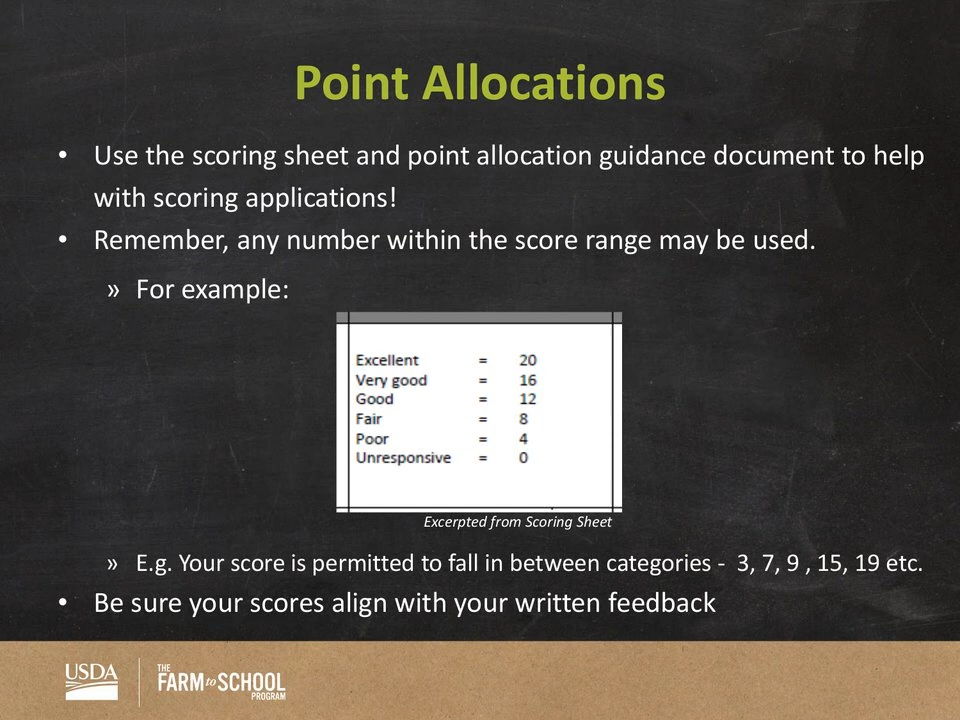 Point Allocations
• Use the scoring sheet and point allocation guidance document to help
with scoring applications!
• Remember, any number within the score range may be used.
» For example:
Excellent = 20
Very good = 16
Good = 12
Fair = 8
Poor = 4
Unresponsive = 0
Excerpted from Scoring Sheet
» E.g. Your score is permitted to fall in between categories - 3, 7, 9 , 15, 19 etc.
• Be sure your scores align with your written feedback
USDA
THE
FARM to SCHOOL
PROGRAM